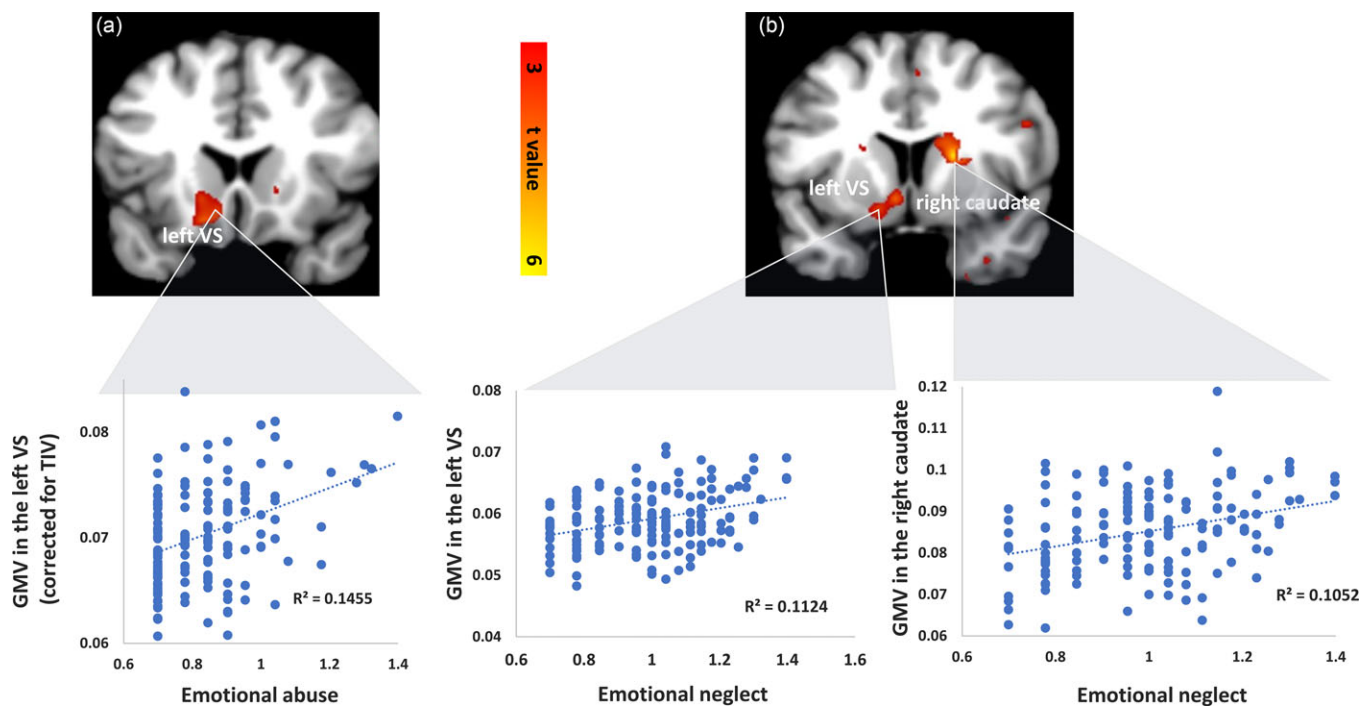 (a)
left VS
3
t value
6
(b)
left VS
right caudate
GMV in the left VS
(corrected for TIV)
0.08
0.07
0.06
0.6
0.8
1
1.2
1.4
R² = 0.1455
Emotional abuse
GMV in the left VS
0.08
0.07
0.06
0.05
0.04
0.6
0.8
1
1.2
1.4
1.6
R² = 0.1124
Emotional neglect
GMV in the right caudate
0.12
0.11
0.1
0.09
0.08
0.07
0.06
0.6
0.8
1
1.2
1.4
R² = 0.1052
Emotional neglect